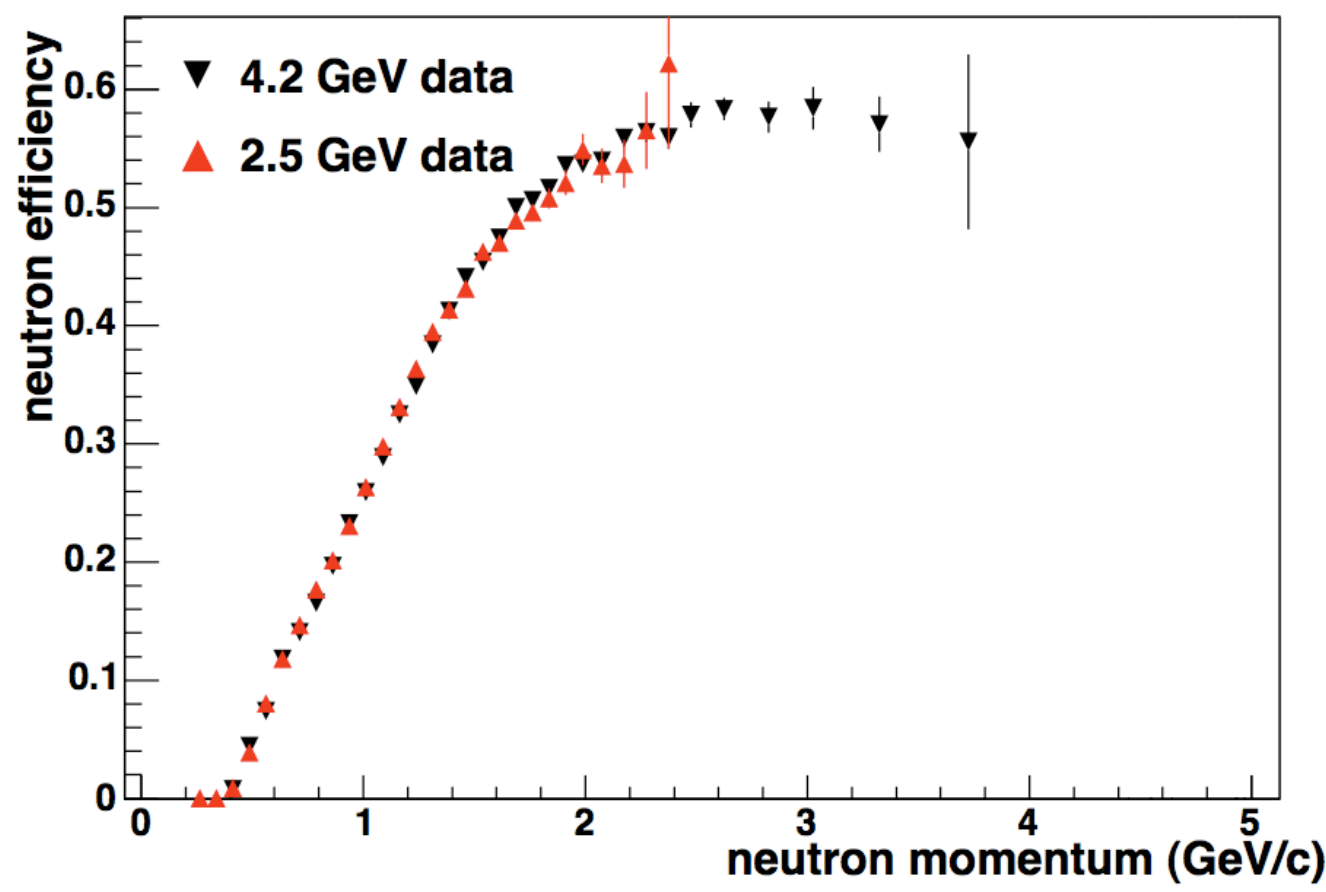 4.2 GeV data
2.5 GeV data
neutron efficiency
0.6
0.5
0.4
0.3
0.2
0.1
0
0 1 2 3 4 5
neutron momentum (GeV/c)